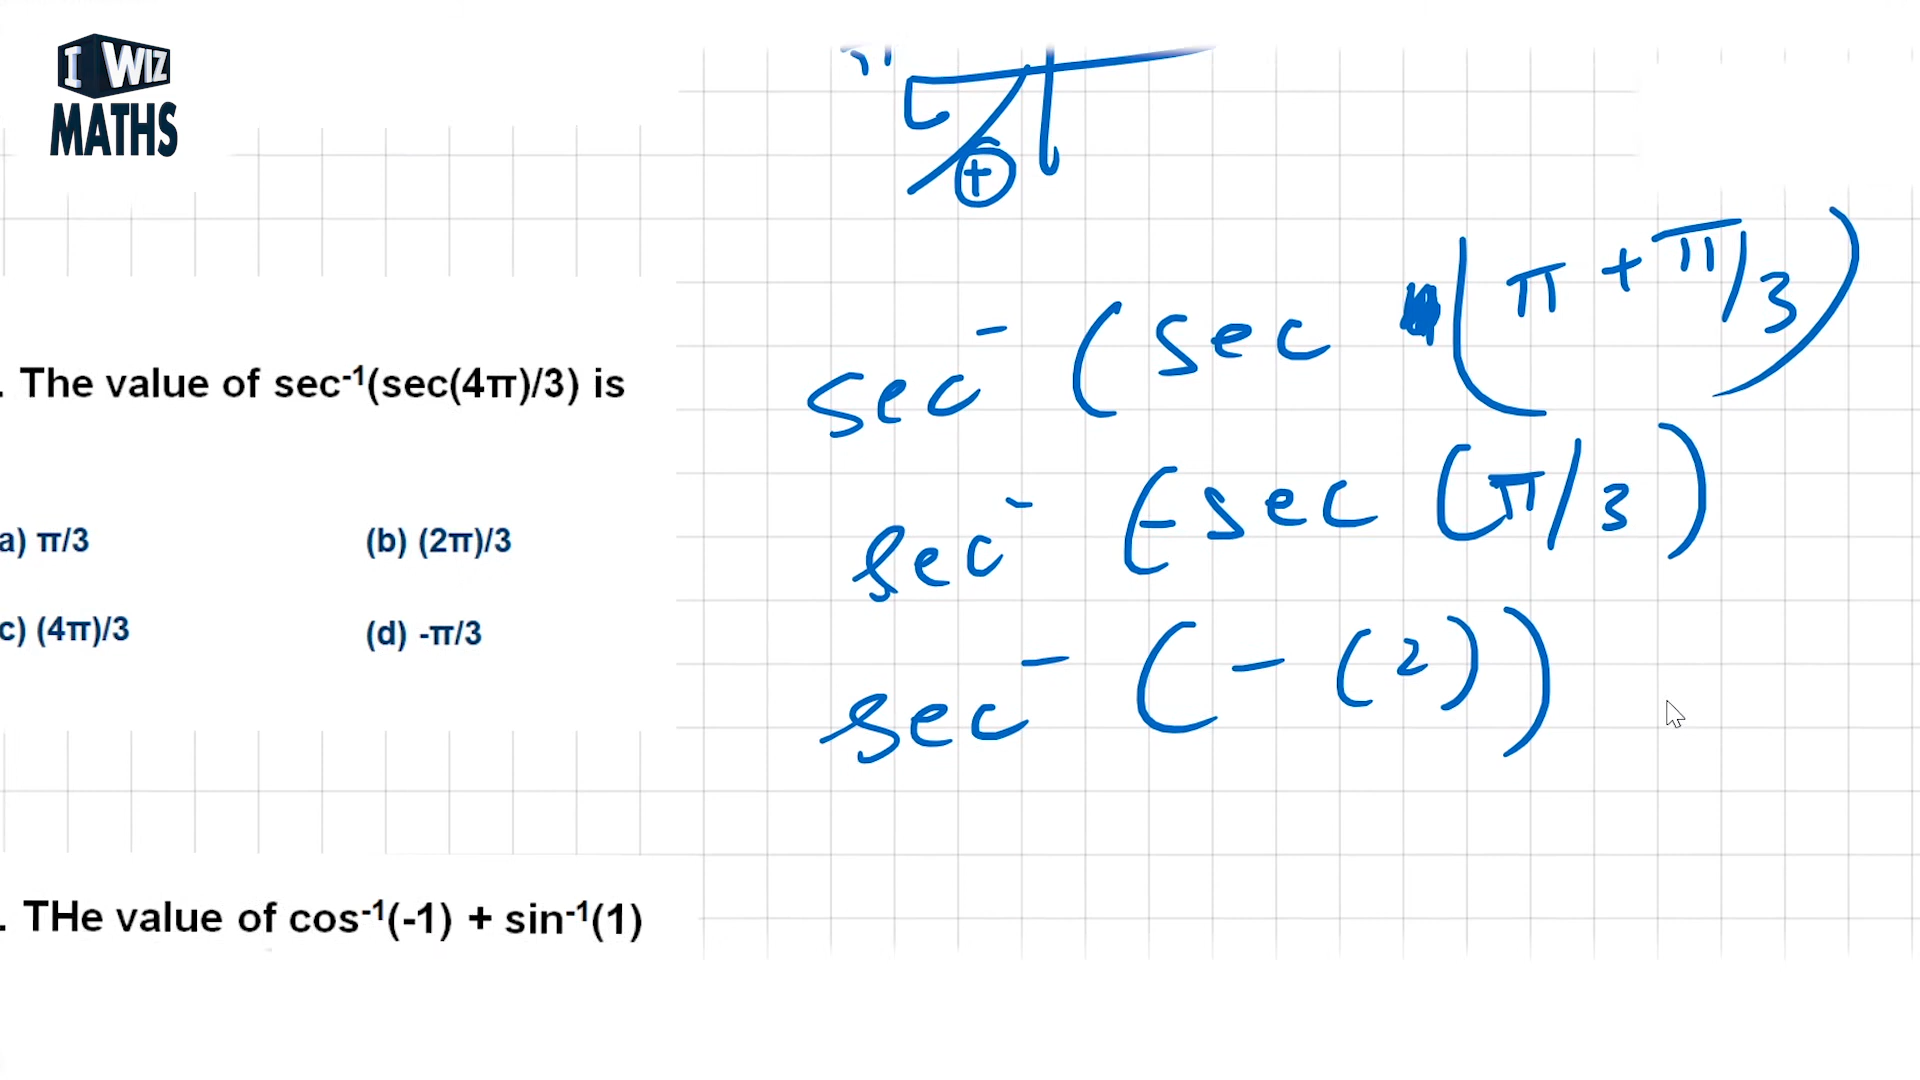 I WIZ
MATHS
π
+
. The value of sec⁻¹(sec(4π)/3) is
a) π/3
(b) (2π)/3
c) (4π)/3
(d) -π/3
. THe value of cos⁻¹(-1) + sin⁻¹(1)
sec⁻ (sec (π + π/3)
sec⁻ (-sec (π/3)
sec⁻ (- (2))